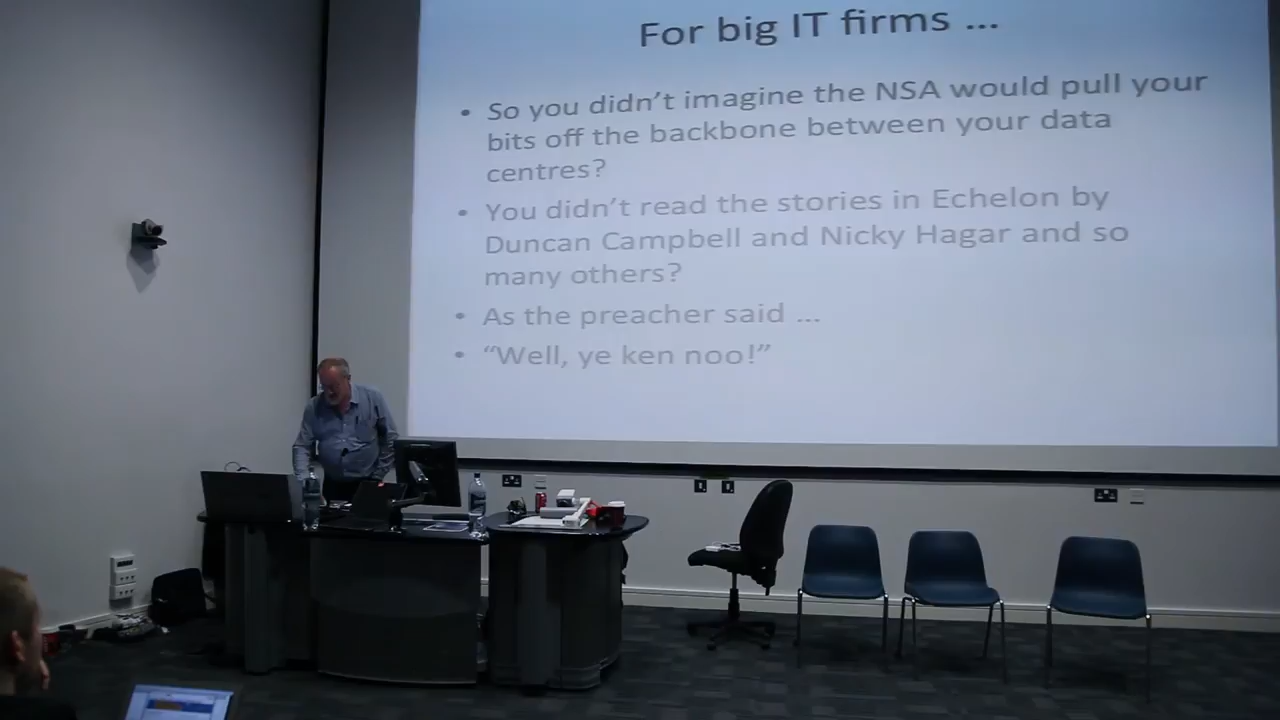 For big IT firms ...
• So you didn't imagine the NSA would pull your
bits off the backbone between your data
centres?
• You didn't read the stories in Echelon by
Duncan Campbell and Nicky Hagar and so
many others?
• As the preacher said ...
• “Well, ye ken noo!”